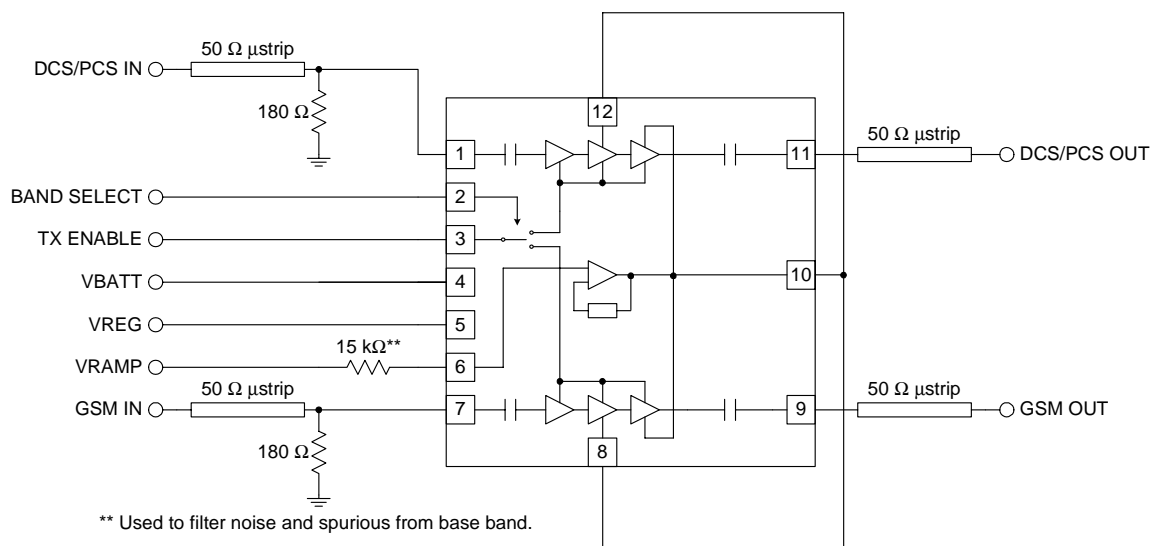 50 Ω μstrip
DCS/PCS IN
180 Ω
12
50 Ω μstrip
1
11
DCS/PCS OUT
BAND SELECT
2
TX ENABLE
3
VBATT
4
10
VREG
5
15 kΩ**
VRAMP
6
50 Ω μstrip
50 Ω μstrip
GSM IN
7
9
GSM OUT
180 Ω
8
** Used to filter noise and spurious from base band.